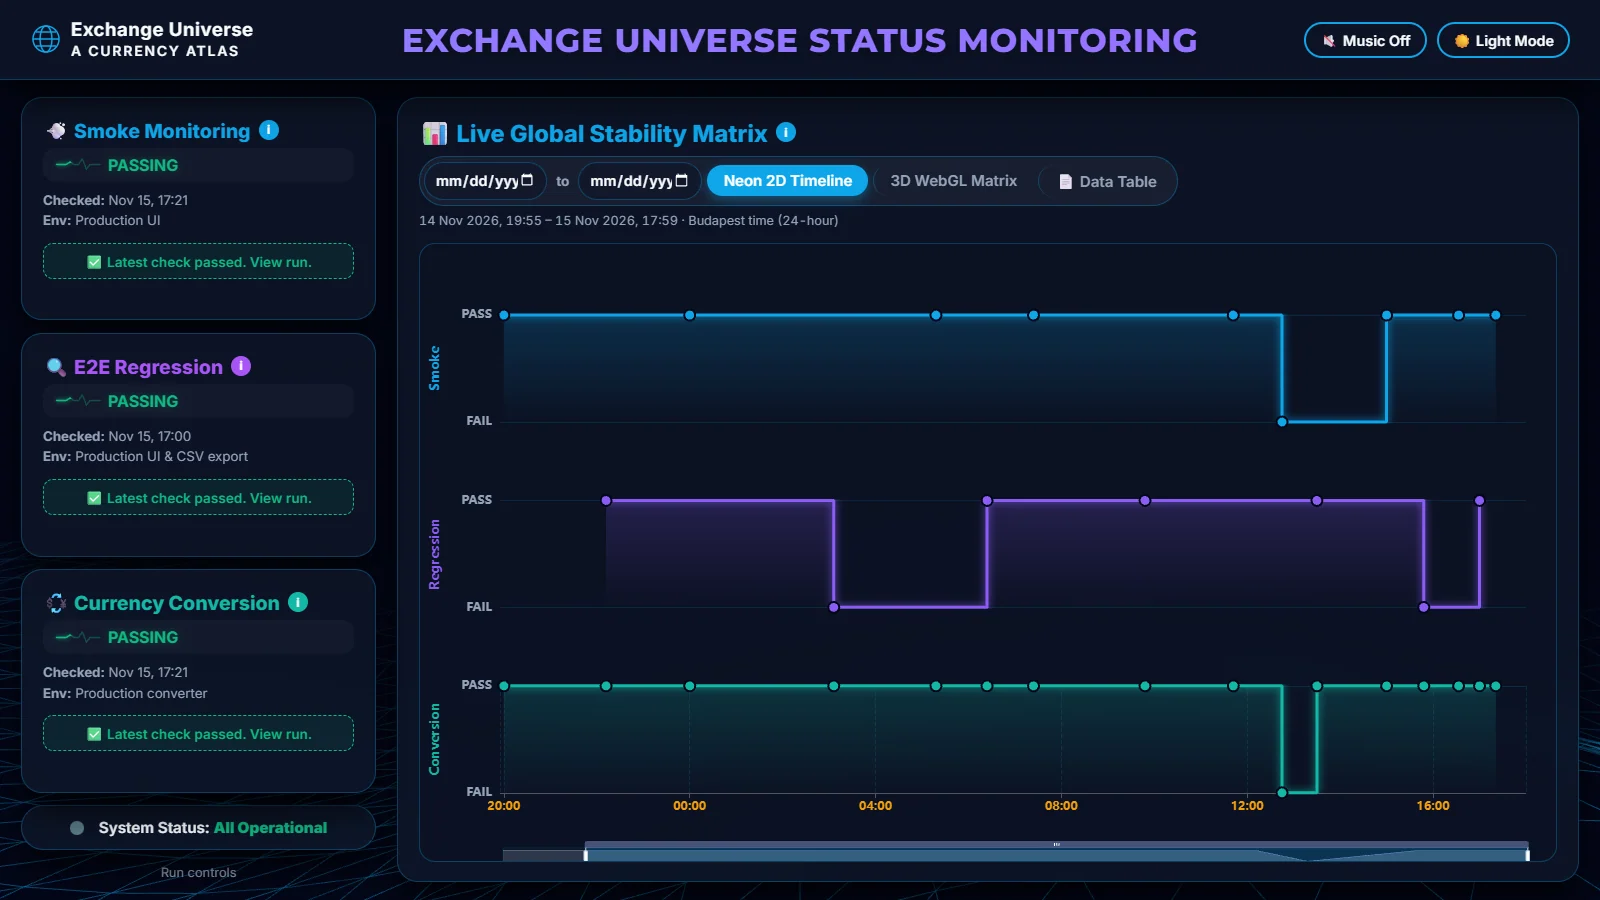 Exchange Universe
A CURRENCY ATLAS
EXCHANGE UNIVERSE STATUS MONITORING
Music Off
Light Mode
Smoke Monitoring i
PASSING
Checked: Nov 15, 17:21
Env: Production UI
Latest check passed. View run.
E2E Regression i
PASSING
Checked: Nov 15, 17:00
Env: Production UI & CSV export
Latest check passed. View run.
Currency Conversion i
PASSING
Checked: Nov 15, 17:21
Env: Production converter
Latest check passed. View run.
System Status: All Operational
Run controls
Live Global Stability Matrix i
mm/dd/yyy to mm/dd/yyy Neon 2D Timeline 3D WebGL Matrix Data Table
14 Nov 2026, 19:55 – 15 Nov 2026, 17:59 · Budapest time (24-hour)
PASS
Smoke
FAIL
PASS
Regression
FAIL
PASS
Conversion
FAIL
20:00 00:00 04:00 08:00 12:00 16:00